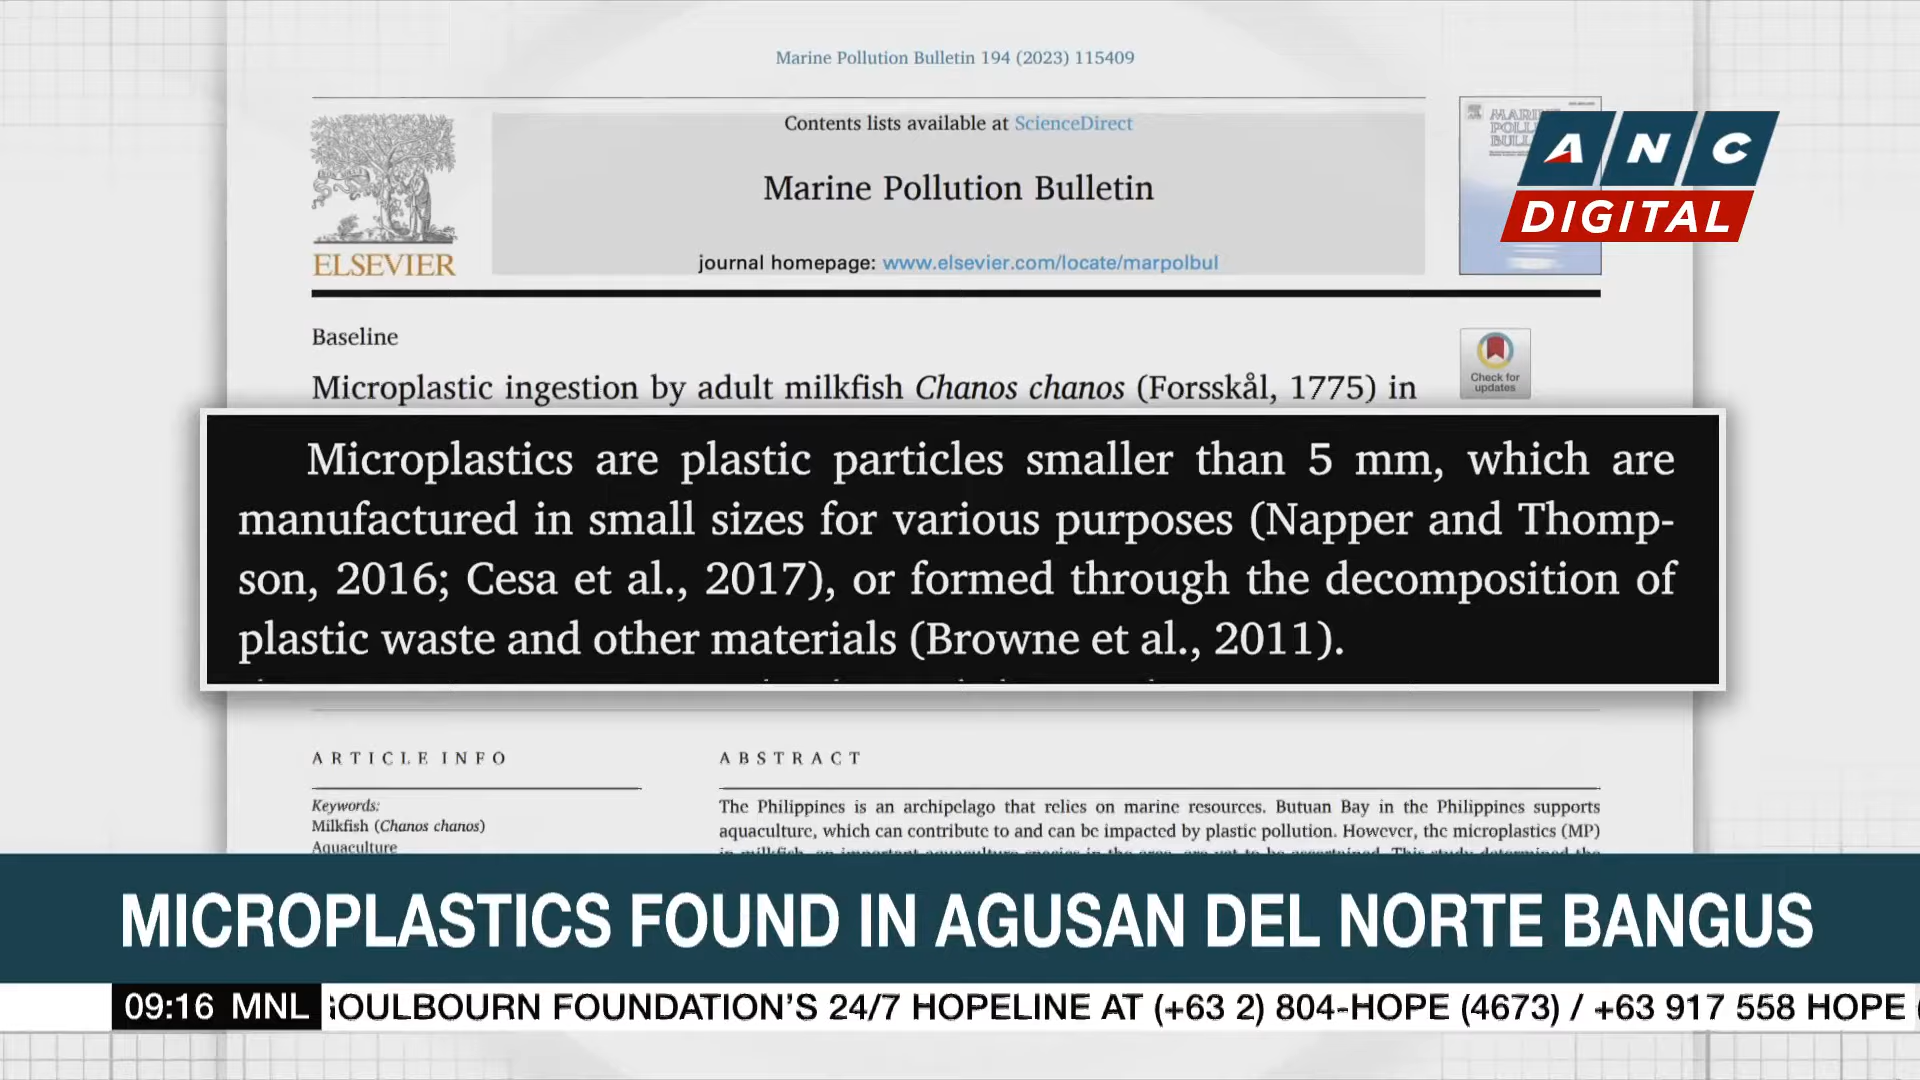 Marine Pollution Bulletin 194 (2023) 115409
Contents lists available at ScienceDirect
Marine Pollution Bulletin
journal homepage: www.elsevier.com/locate/marpolbul
ELSEVIER
ANC
DIGITAL
Baseline
Check for
updates
Microplastic ingestion by adult milkfish Chanos chanos (Forsskål, 1775) in
Microplastics are plastic particles smaller than 5 mm, which are
manufactured in small sizes for various purposes (Napper and Thomp-
son, 2016; Cesa et al., 2017), or formed through the decomposition of
plastic waste and other materials (Browne et al., 2011).
ARTICLE INFO
Keywords:
Milkfish (Chanos chanos)
Aquaculture
ABSTRACT
The Philippines is an archipelago that relies on marine resources. Butuan Bay in the Philippines supports
aquaculture, which can contribute to and can be impacted by plastic pollution. However, the microplastics (MP)
MICROPLASTICS FOUND IN AGUSAN DEL NORTE BANGUS
09:16 MNL
GOULBOURN FOUNDATION'S 24/7 HOPELINE AT (+63 2) 804-HOPE (4673) / +63 917 558 HOPE